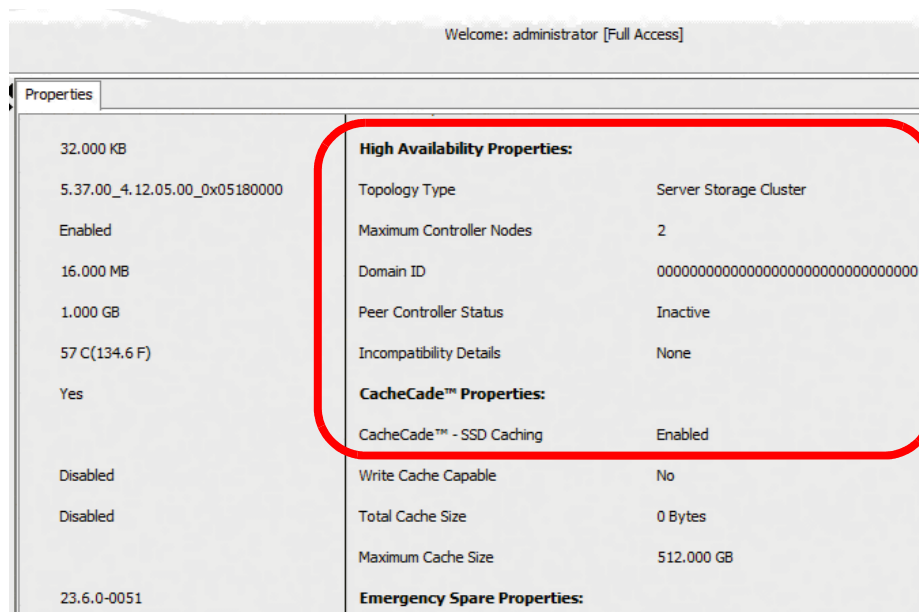 Welcome: administrator [Full Access]
Properties
32.000 KB High Availability Properties:
5.37.00_4.12.05.00_0x05180000 Topology Type Server Storage Cluster
Enabled Maximum Controller Nodes 2
16.000 MB Domain ID 00000000000000000000000000000000
1.000 GB Peer Controller Status Inactive
57 C(134.6 F) Incompatibility Details None
Yes CacheCade™ Properties:
CacheCade™ - SSD Caching Enabled
Disabled Write Cache Capable No
Disabled Total Cache Size 0 Bytes
Maximum Cache Size 512.000 GB
23.6.0-0051 Emergency Spare Properties: